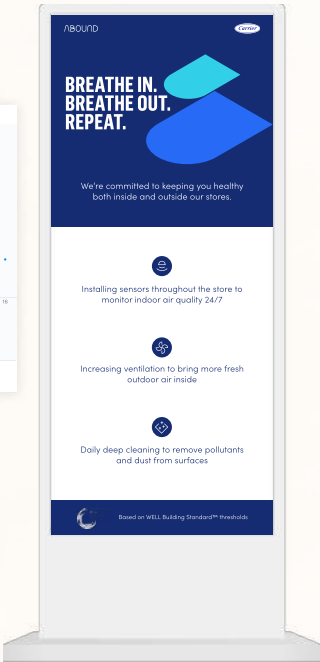 ABOUND
Carrier
BREATHE IN.
BREATHE OUT.
REPEAT.
We're committed to keeping you healthy
both inside and outside our stores.
Installing sensors throughout the store to
monitor indoor air quality 24/7
Increasing ventilation to bring more fresh
outdoor air inside
Daily deep cleaning to remove pollutants
and dust from surfaces
Based on WELL Building Standard™ thresholds